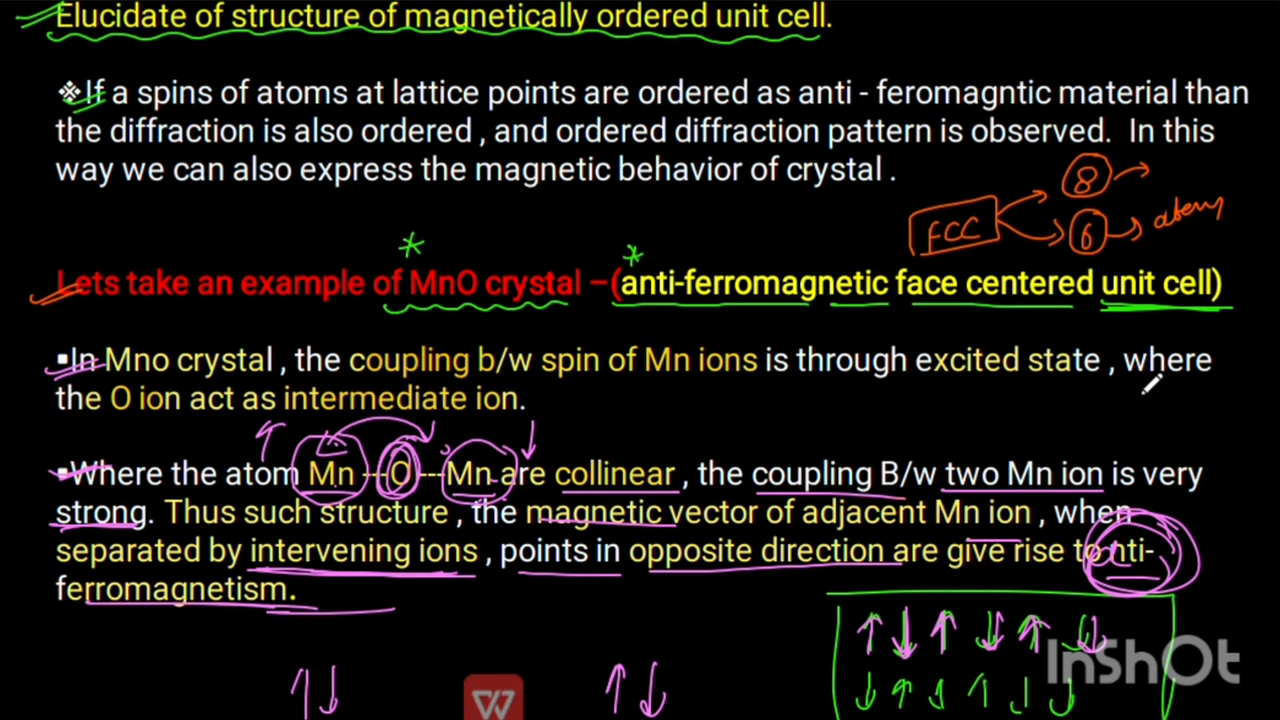 Elucidate of structure of magnetically ordered unit cell.
❖If a spins of atoms at lattice points are ordered as anti - feromagntic material than
the diffraction is also ordered , and ordered diffraction pattern is observed. In this
way we can also express the magnetic behavior of crystal .
8
FCC
6
Lets take an example of MnO crystal –(anti-ferromagnetic face centered unit cell)
▪In Mno crystal , the coupling b/w spin of Mn ions is through excited state , where
the O ion act as intermediate ion.
▪Where the atom Mn ---O---Mn are collinear , the coupling B/w two Mn ion is very
strong. Thus such structure , the magnetic vector of adjacent Mn ion , when
separated by intervening ions , points in opposite direction are give rise to nti-
ferromagnetism.
↑ ↓ ↑ ↓ ↑ ↓
InShOt
↑↓ ↑↓ ↓ ↑ ↓ ↑ ↓ ↓